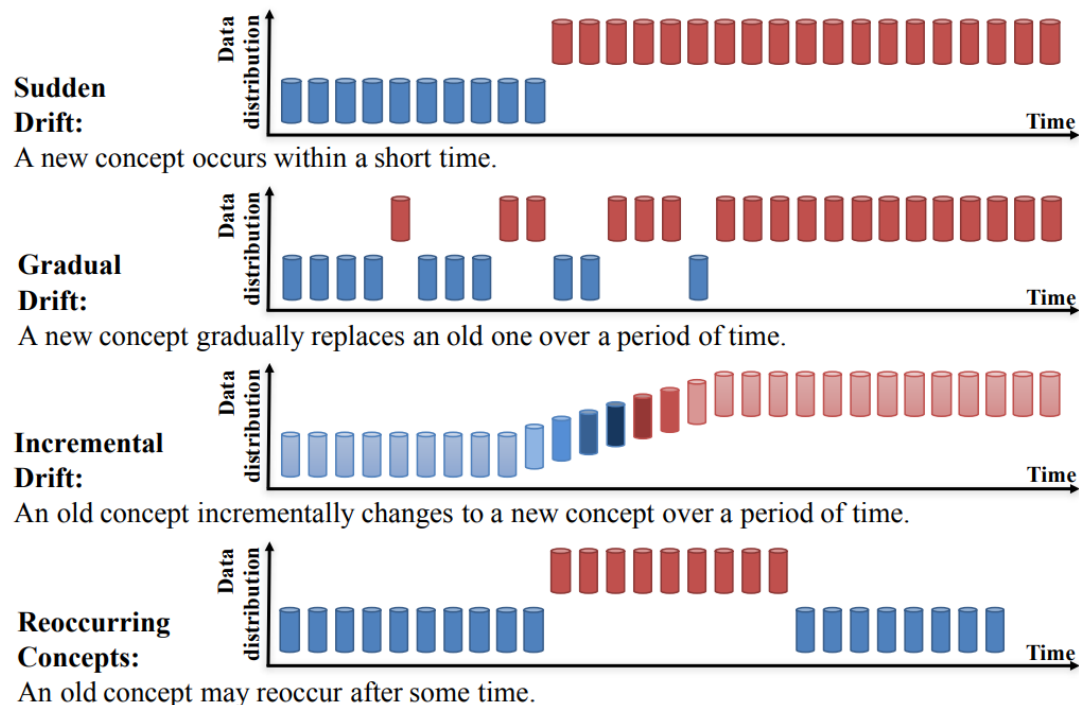 Data
distribution
Sudden
Drift:
Time
A new concept occurs within a short time.
Data
distribution
Gradual
Drift:
Time
A new concept gradually replaces an old one over a period of time.
Data
distribution
Incremental
Drift:
Time
An old concept incrementally changes to a new concept over a period of time.
Data
distribution
Reoccurring
Concepts:
Time
An old concept may reoccur after some time.